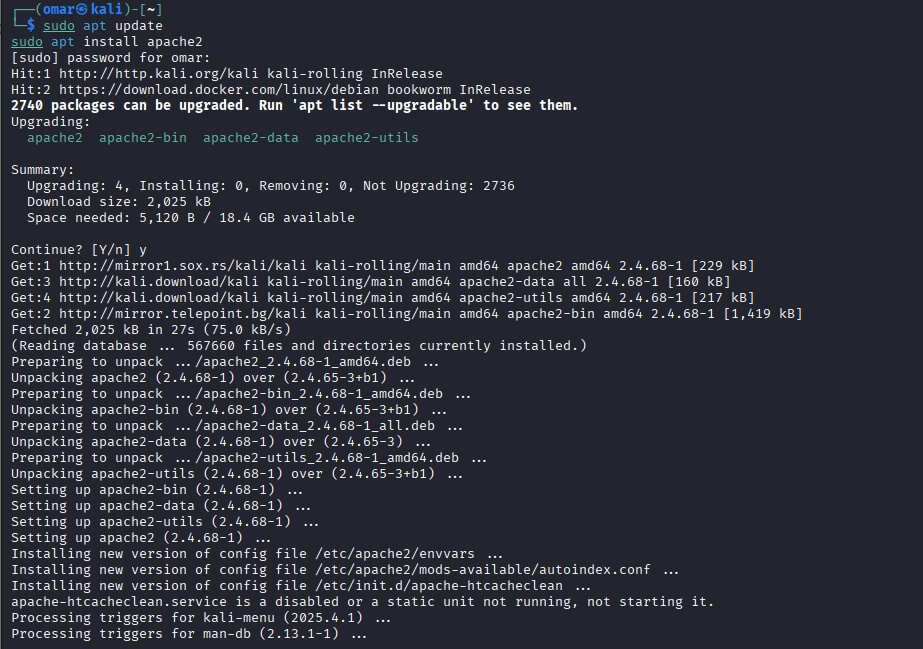 ┌──(omar㉿kali)-[~]
└─$ sudo apt update
sudo apt install apache2
[sudo] password for omar:
Hit:1 http://http.kali.org/kali kali-rolling InRelease
Hit:2 https://download.docker.com/linux/debian bookworm InRelease
2740 packages can be upgraded. Run 'apt list --upgradable' to see them.
Upgrading:
  apache2  apache2-bin  apache2-data  apache2-utils

Summary:
  Upgrading: 4, Installing: 0, Removing: 0, Not Upgrading: 2736
  Download size: 2,025 kB
  Space needed: 5,120 B / 18.4 GB available

Continue? [Y/n] y
Get:1 http://mirror1.sox.rs/kali/kali kali-rolling/main amd64 apache2 amd64 2.4.68-1 [229 kB]
Get:3 http://kali.download/kali kali-rolling/main amd64 apache2-data all 2.4.68-1 [160 kB]
Get:4 http://kali.download/kali kali-rolling/main amd64 apache2-utils amd64 2.4.68-1 [217 kB]
Get:2 http://mirror.telepoint.bg/kali kali-rolling/main amd64 apache2-bin amd64 2.4.68-1 [1,419 kB]
Fetched 2,025 kB in 27s (75.0 kB/s)
(Reading database ... 567660 files and directories currently installed.)
Preparing to unpack .../apache2_2.4.68-1_amd64.deb ...
Unpacking apache2 (2.4.68-1) over (2.4.65-3+b1) ...
Preparing to unpack .../apache2-bin_2.4.68-1_amd64.deb ...
Unpacking apache2-bin (2.4.68-1) over (2.4.65-3+b1) ...
Preparing to unpack .../apache2-data_2.4.68-1_all.deb ...
Unpacking apache2-data (2.4.68-1) over (2.4.65-3) ...
Preparing to unpack .../apache2-utils_2.4.68-1_amd64.deb ...
Unpacking apache2-utils (2.4.68-1) over (2.4.65-3+b1) ...
Setting up apache2-bin (2.4.68-1) ...
Setting up apache2-data (2.4.68-1) ...
Setting up apache2-utils (2.4.68-1) ...
Setting up apache2 (2.4.68-1) ...
Installing new version of config file /etc/apache2/envvars ...
Installing new version of config file /etc/apache2/mods-available/autoindex.conf ...
Installing new version of config file /etc/init.d/apache-htcacheclean ...
apache-htcacheclean.service is a disabled or a static unit not running, not starting it.
Processing triggers for kali-menu (2025.4.1) ...
Processing triggers for man-db (2.13.1-1) ...